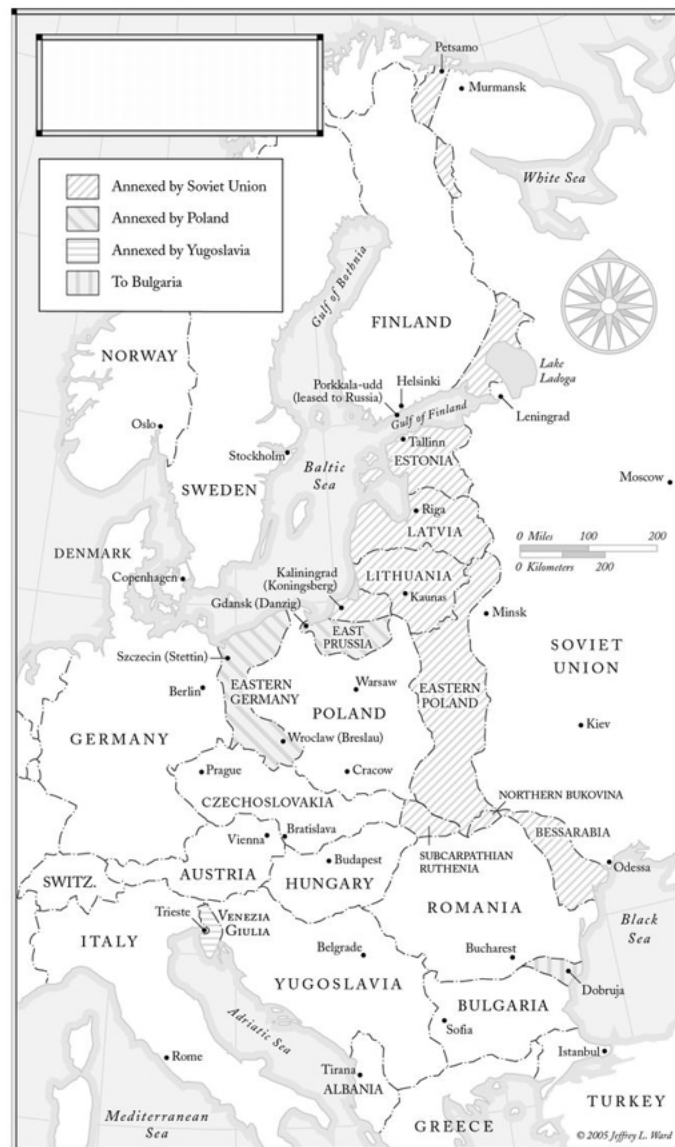 Petsamo
Murmansk
Annexed by Soviet Union
Annexed by Poland
Annexed by Yugoslavia
To Bulgaria
White Sea
Gulf of Bothnia
FINLAND
NORWAY
Lake
Ladoga
Porkkala-udd
(leased to Russia)
Helsinki
Gulf of Finland
Leningrad
Oslo
Tallinn
Stockholm
ESTONIA
Baltic
Sea
Moscow
SWEDEN
Riga
LATVIA
0 Miles 100 200
0 Kilometers 200
DENMARK
Copenhagen
Kaliningrad
(Koningsberg)
LITHUANIA
Kaunas
Gdansk (Danzig)
Minsk
EAST
PRUSSIA
SOVIET
UNION
Szczecin (Stettin)
Berlin
EASTERN
GERMANY
Warsaw
EASTERN
POLAND
POLAND
Kiev
GERMANY
Wroclaw (Breslau)
Prague
Cracow
CZECHOSLOVAKIA
NORTHERN BUKOVINA
BESSARABIA
Vienna
Bratislava
SUBCARPATHIAN
RUTHENIA
Odessa
AUSTRIA
Budapest
HUNGARY
SWITZ.
ROMANIA
Trieste
VENEZIA
GIULIA
Black
Sea
ITALY
Belgrade
Bucharest
YUGOSLAVIA
Dobruja
BULGARIA
Sofia
Adriatic Sea
Rome
Tirana
ALBANIA
Istanbul
TURKEY
Mediterranean
Sea
GREECE
© 2005 Jeffrey L. Ward